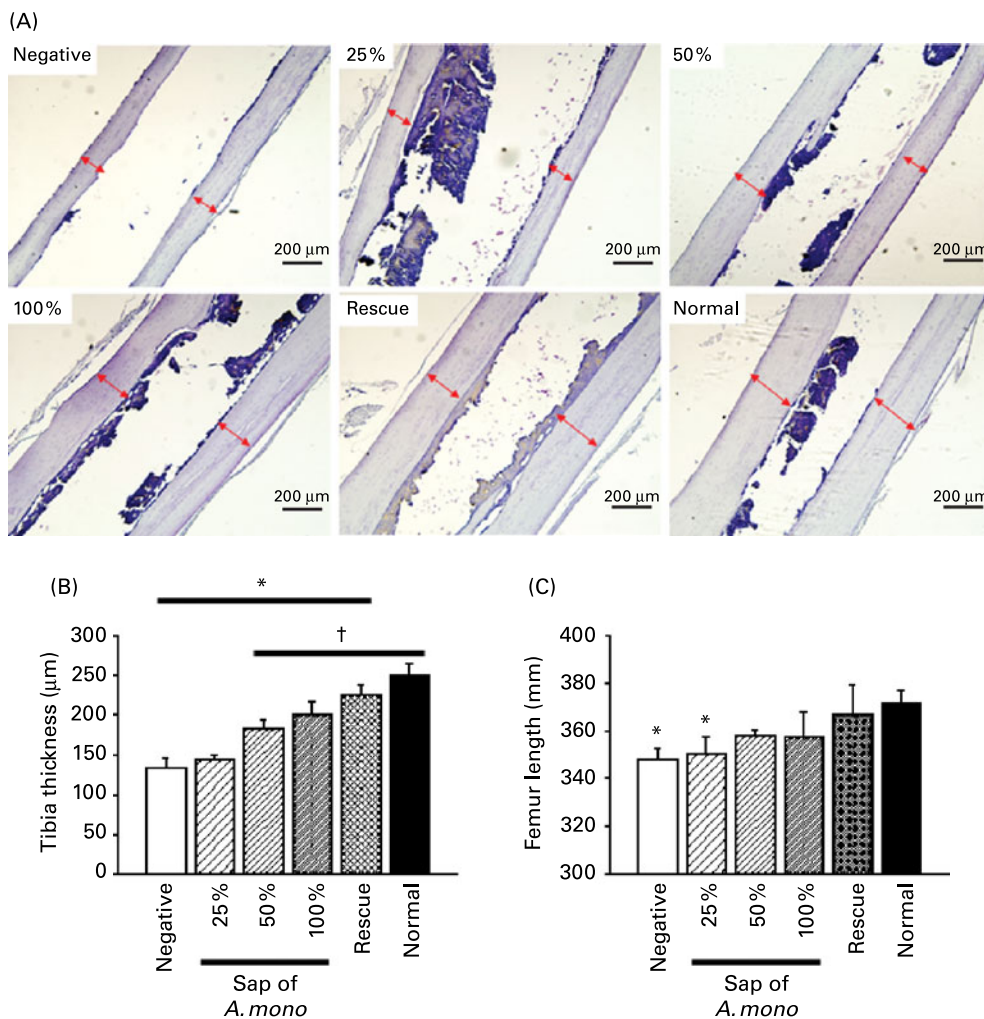 (A)
Negative
25%
50%
200 µm
200 µm
200 µm
100%
Rescue
Normal
200 µm
200 µm
200 µm
(B)
*
†
300
250
200
150
100
50
0
Tibia thickness (µm)
Negative
25%
50%
100%
Rescue
Normal
Sap of
A. mono
(C)
400
380
360
340
320
300
Femur length (mm)
*
*
Negative
25%
50%
100%
Rescue
Normal
Sap of
A. mono